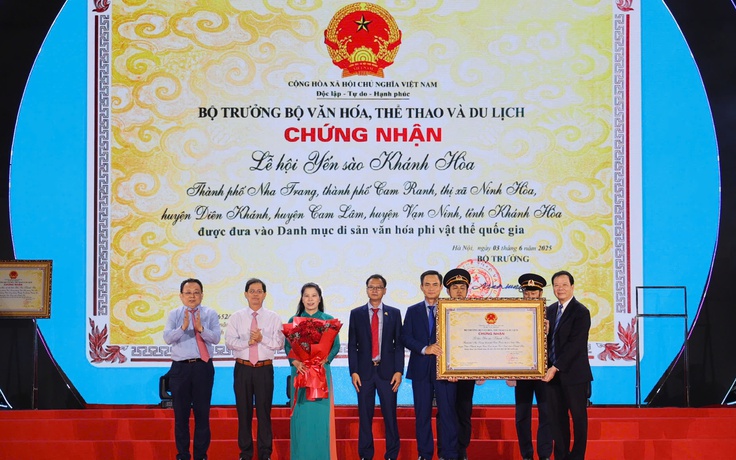 CỘNG HÒA XÃ HỘI CHỦ NGHĨA VIỆT NAM
Độc lập - Tự do - Hạnh phúc
BỘ TRƯỞNG BỘ VĂN HÓA, THỂ THAO VÀ DU LỊCH
CHỨNG NHẬN
Lễ hội Yến sào Khánh Hòa
Thành phố Nha Trang, thành phố Cam Ranh, thị xã Ninh Hòa,
huyện Diên Khánh, huyện Cam Lâm, huyện Vạn Ninh, tỉnh Khánh Hòa
được đưa vào Danh mục di sản văn hóa phi vật thể quốc gia
Hà Nội, ngày 03 tháng 6 năm 2025
BỘ TRƯỞNG
CHỨNG NHẬN